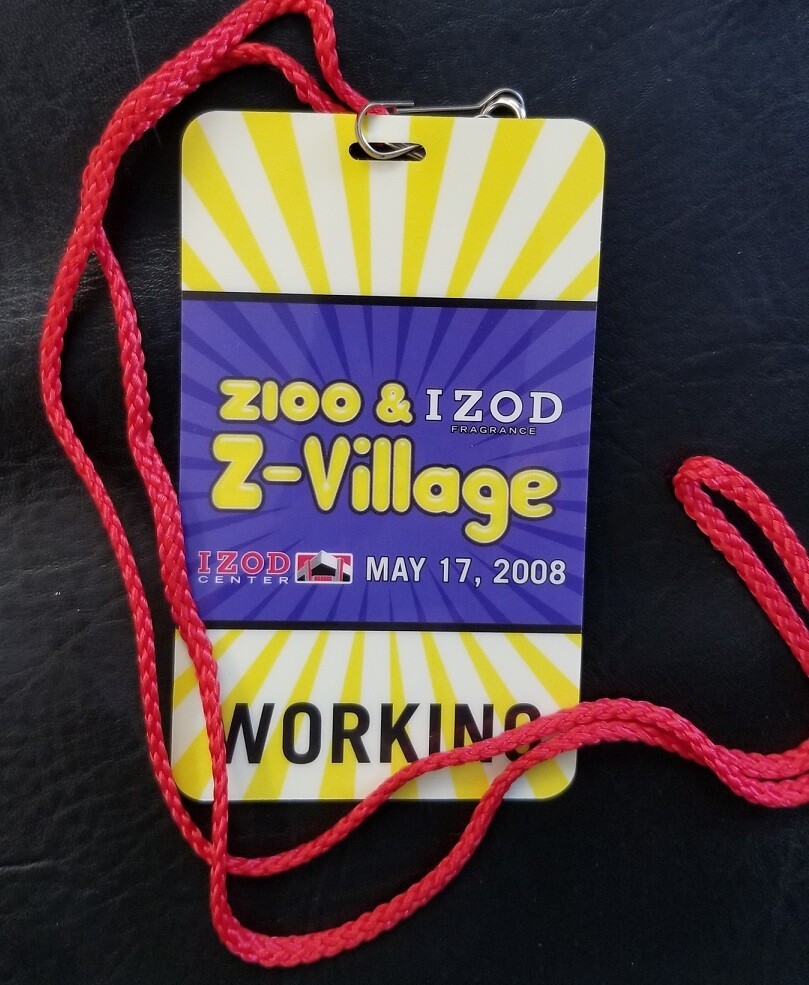 Z100 & IZOD
FRAGRANCE
Z-Village
IZOD
CENTER
MAY 17, 2008
WORKING